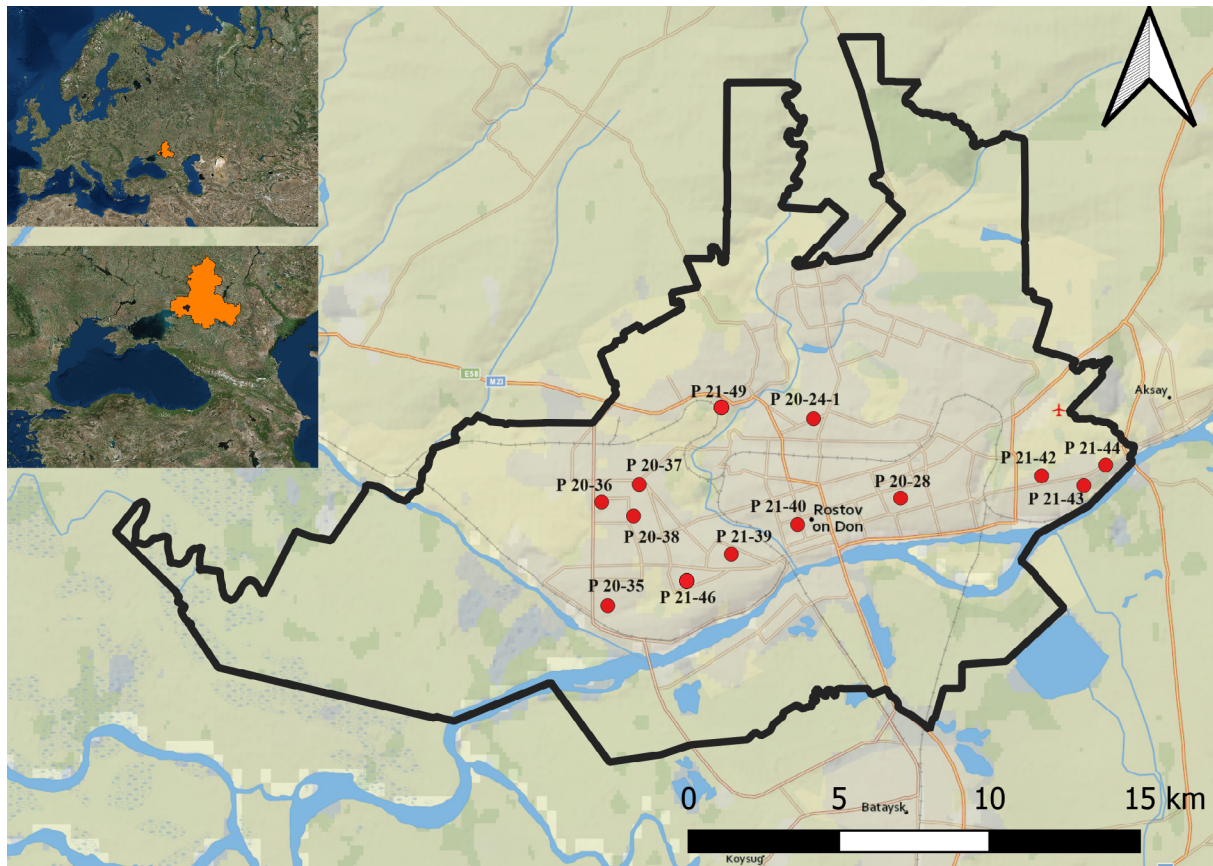 E58
M23
Aksay
P 21-49
P 20-24-1
P 20-37
P 21-42
P 21-44
P 20-36
P 20-28
P 21-43
P 21-40
Rostov
on Don
P 20-38
P 21-39
P 20-35
P 21-46
0
5
10
15 km
Bataysk
Koysug